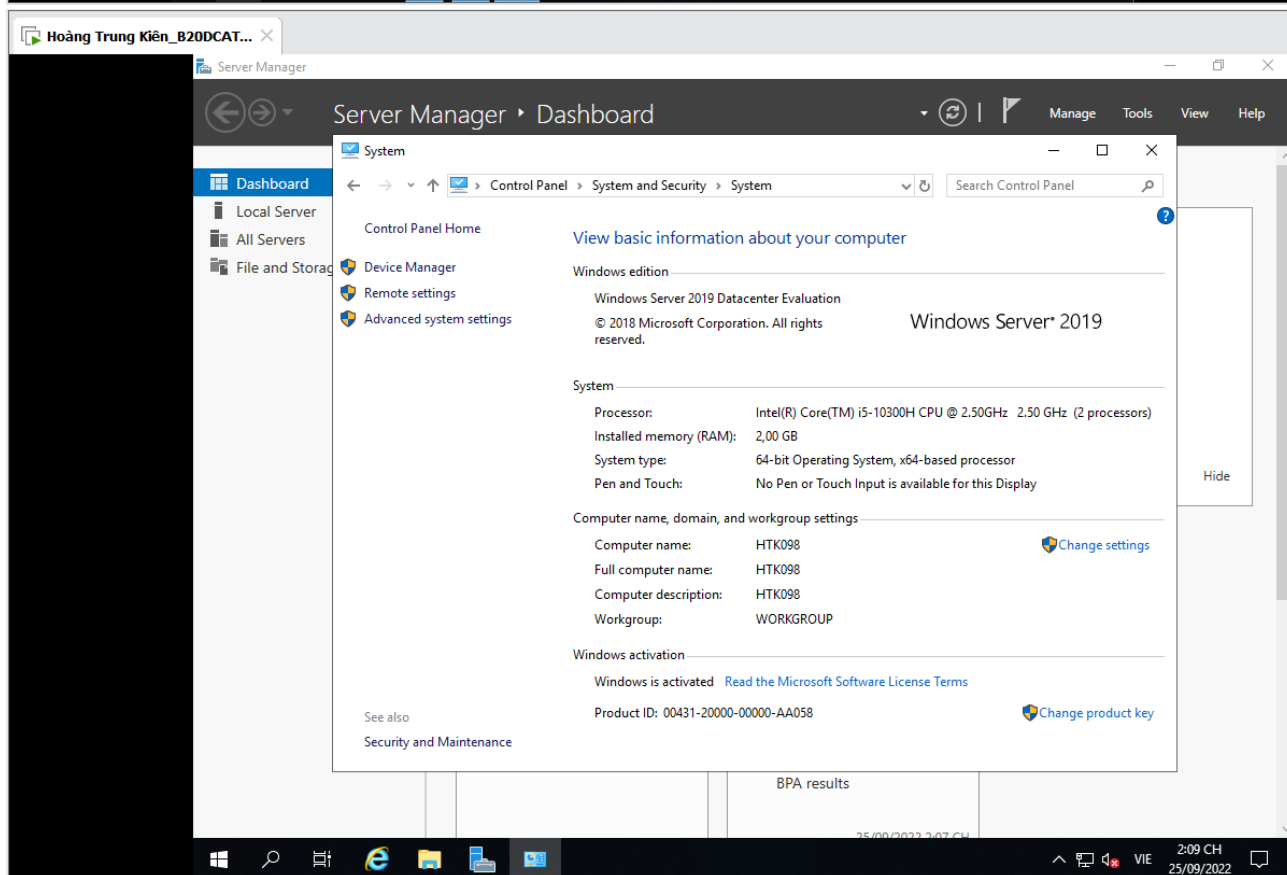 Hoàng Trung Kiên_B20DCAT...
Server Manager
Server Manager ‣ Dashboard
Manage Tools View Help
System
Control Panel > System and Security > System
Search Control Panel
Dashboard
Local Server
All Servers
File and Storag
Control Panel Home
Device Manager
Remote settings
Advanced system settings
View basic information about your computer
Windows edition
Windows Server 2019 Datacenter Evaluation
© 2018 Microsoft Corporation. All rights
reserved.
Windows Server® 2019
System
Processor: Intel(R) Core(TM) i5-10300H CPU @ 2.50GHz 2.50 GHz (2 processors)
Installed memory (RAM): 2,00 GB
System type: 64-bit Operating System, x64-based processor
Pen and Touch: No Pen or Touch Input is available for this Display
Hide
Computer name, domain, and workgroup settings
Computer name: HTK098
Change settings
Full computer name: HTK098
Computer description: HTK098
Workgroup: WORKGROUP
Windows activation
Windows is activated Read the Microsoft Software License Terms
Product ID: 00431-20000-00000-AA058
Change product key
See also
Security and Maintenance
BPA results
25/09/2022 2:07 CH
VIE
2:09 CH
25/09/2022